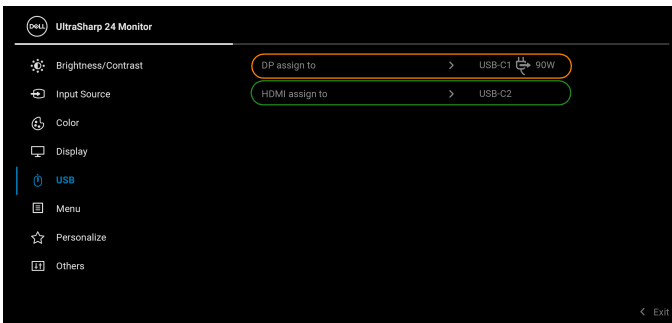 DELL UltraSharp 24 Monitor
Brightness/Contrast
DP assign to > USB-C1 90W
Input Source
HDMI assign to > USB-C2
Color
Display
USB
Menu
Personalize
Others
< Exit